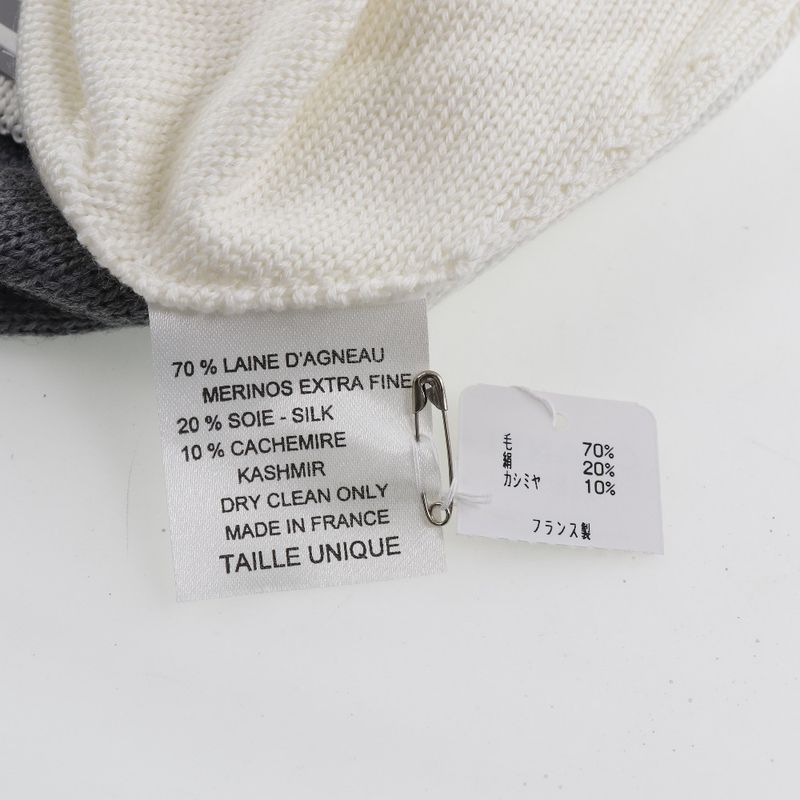 70 % LAINE D'AGNEAU
MERINOS EXTRA FINE
20 % SOIE - SILK
10 % CACHEMIRE
KASHMIR
DRY CLEAN ONLY
MADE IN FRANCE
TAILLE UNIQUE
毛 70%
絹 20%
カシミヤ 10%
フランス製